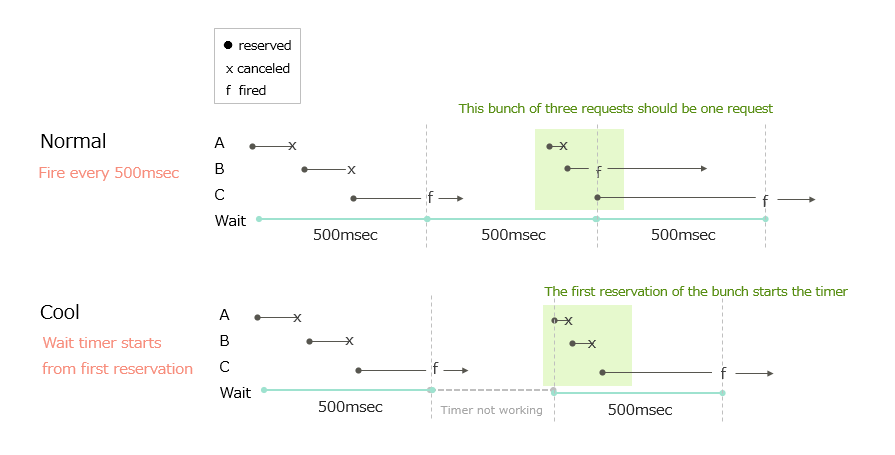 ● reserved
x canceled
f fired
This bunch of three requests should be one request
Normal
Fire every 500msec
A
x
x
B
x
f
C
f
f
Wait
500msec
500msec
500msec
The first reservation of the bunch starts the timer
Cool
Wait timer starts
from first reservation
A
x
x
B
x
x
C
f
f
Wait
500msec
Timer not working
500msec